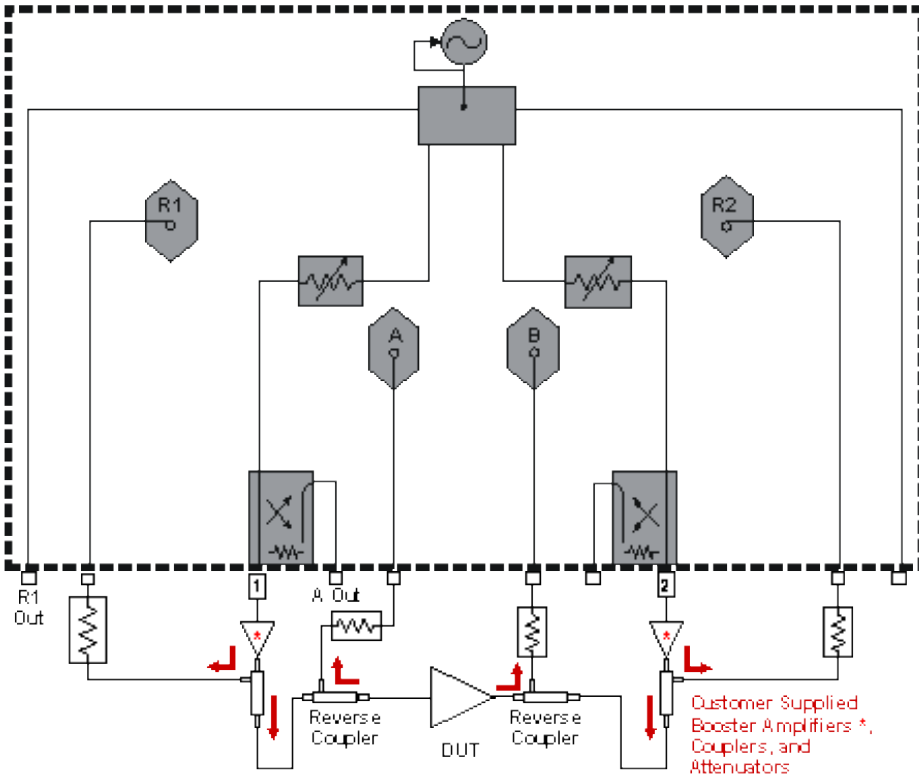 R1
R2
A
B
1
2
R1
Out
A Out
*
*
Reverse
Coupler
DUT
Reverse
Coupler
Customer Supplied
Booster Amplifiers *,
Couplers, and
Attenuators